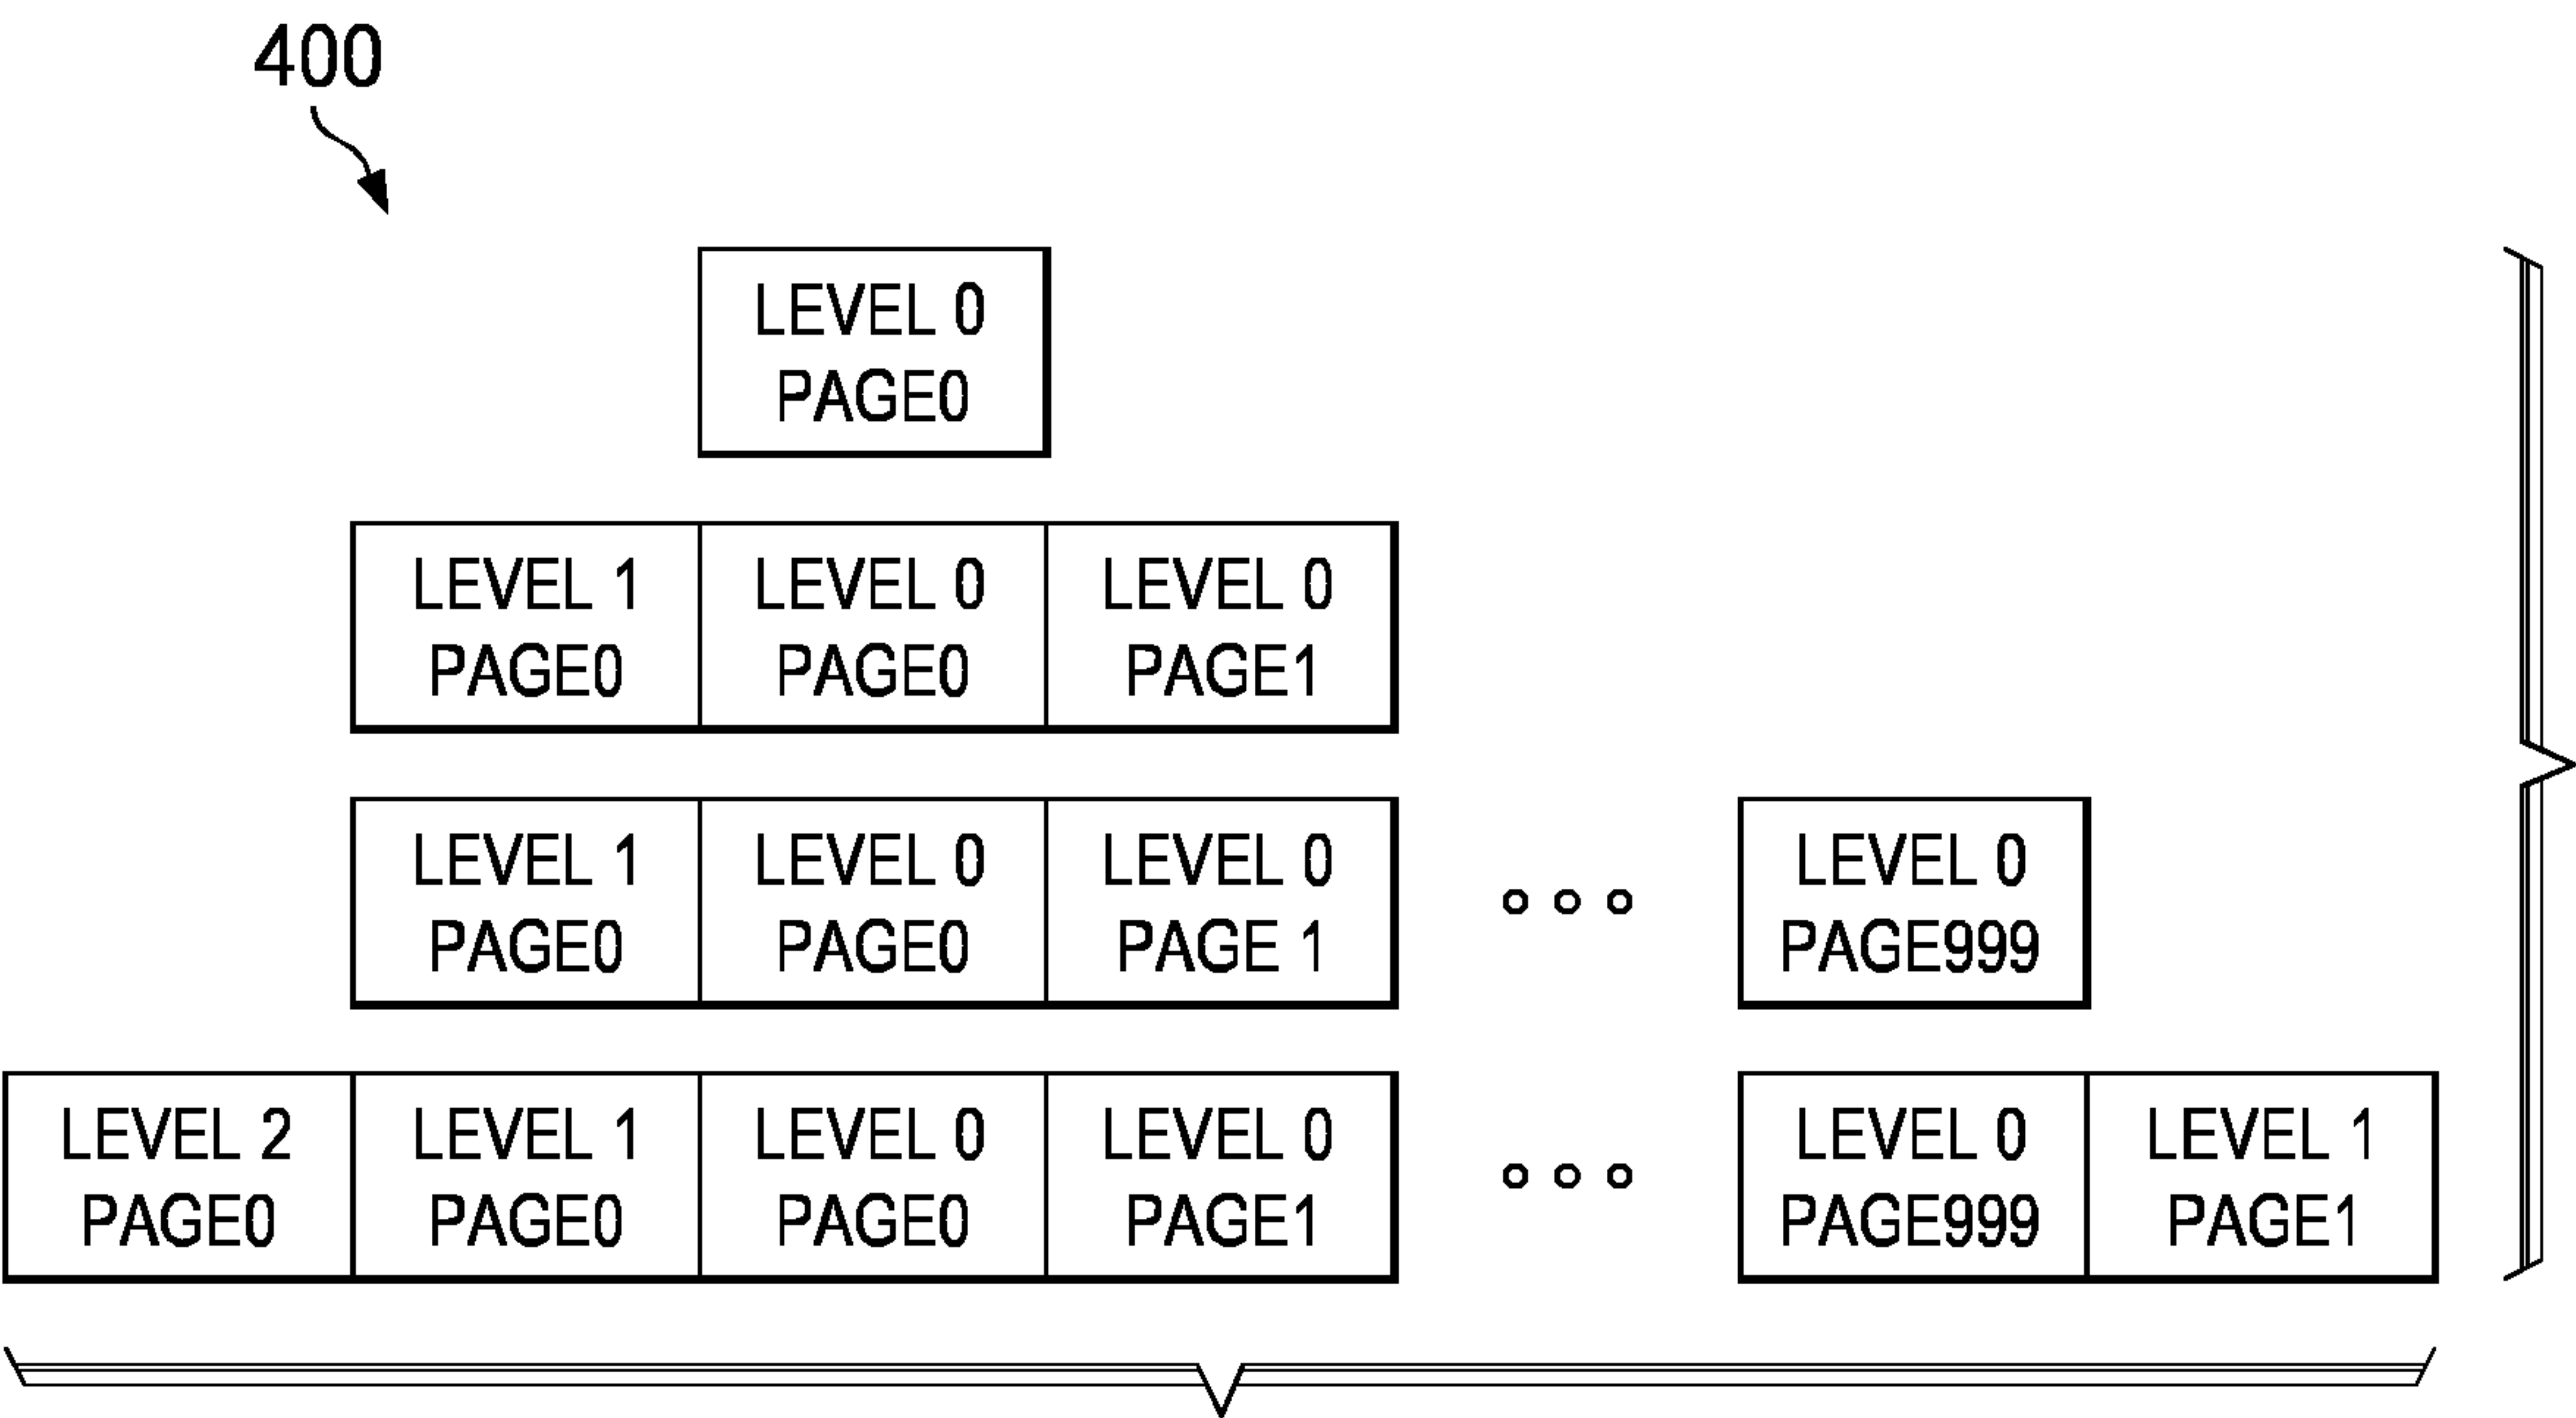 400
LEVEL 0
PAGE0
LEVEL 1 LEVEL 0 LEVEL 0
PAGE0 PAGE0 PAGE1
LEVEL 1 LEVEL 0 LEVEL 0 LEVEL 0
PAGE0 PAGE0 PAGE 1 PAGE999
LEVEL 2 LEVEL 1 LEVEL 0 LEVEL 0 LEVEL 0 LEVEL 1
PAGE0 PAGE0 PAGE0 PAGE1 PAGE999 PAGE1